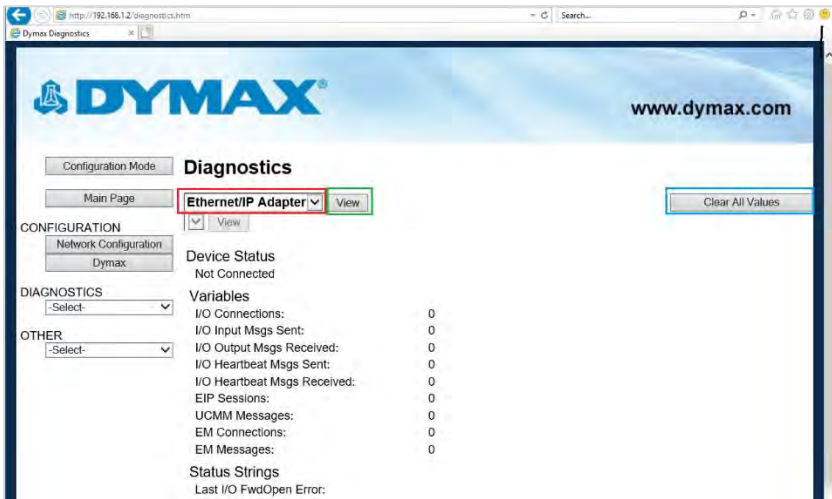 http://192.168.1.2/diagnostics.htm
Search...
Dymax Diagnostics
DYMAX®
www.dymax.com
Configuration Mode
Diagnostics
Main Page
Ethernet/IP Adapter
View
Clear All Values
View
CONFIGURATION
Network Configuration
Dymax
Device Status
Not Connected
DIAGNOSTICS
-Select-
Variables
I/O Connections: 0
I/O Input Msgs Sent: 0
OTHER
-Select-
I/O Output Msgs Received: 0
I/O Heartbeat Msgs Sent: 0
I/O Heartbeat Msgs Received: 0
EIP Sessions: 0
UCMM Messages: 0
EM Connections: 0
EM Messages: 0
Status Strings
Last I/O FwdOpen Error: